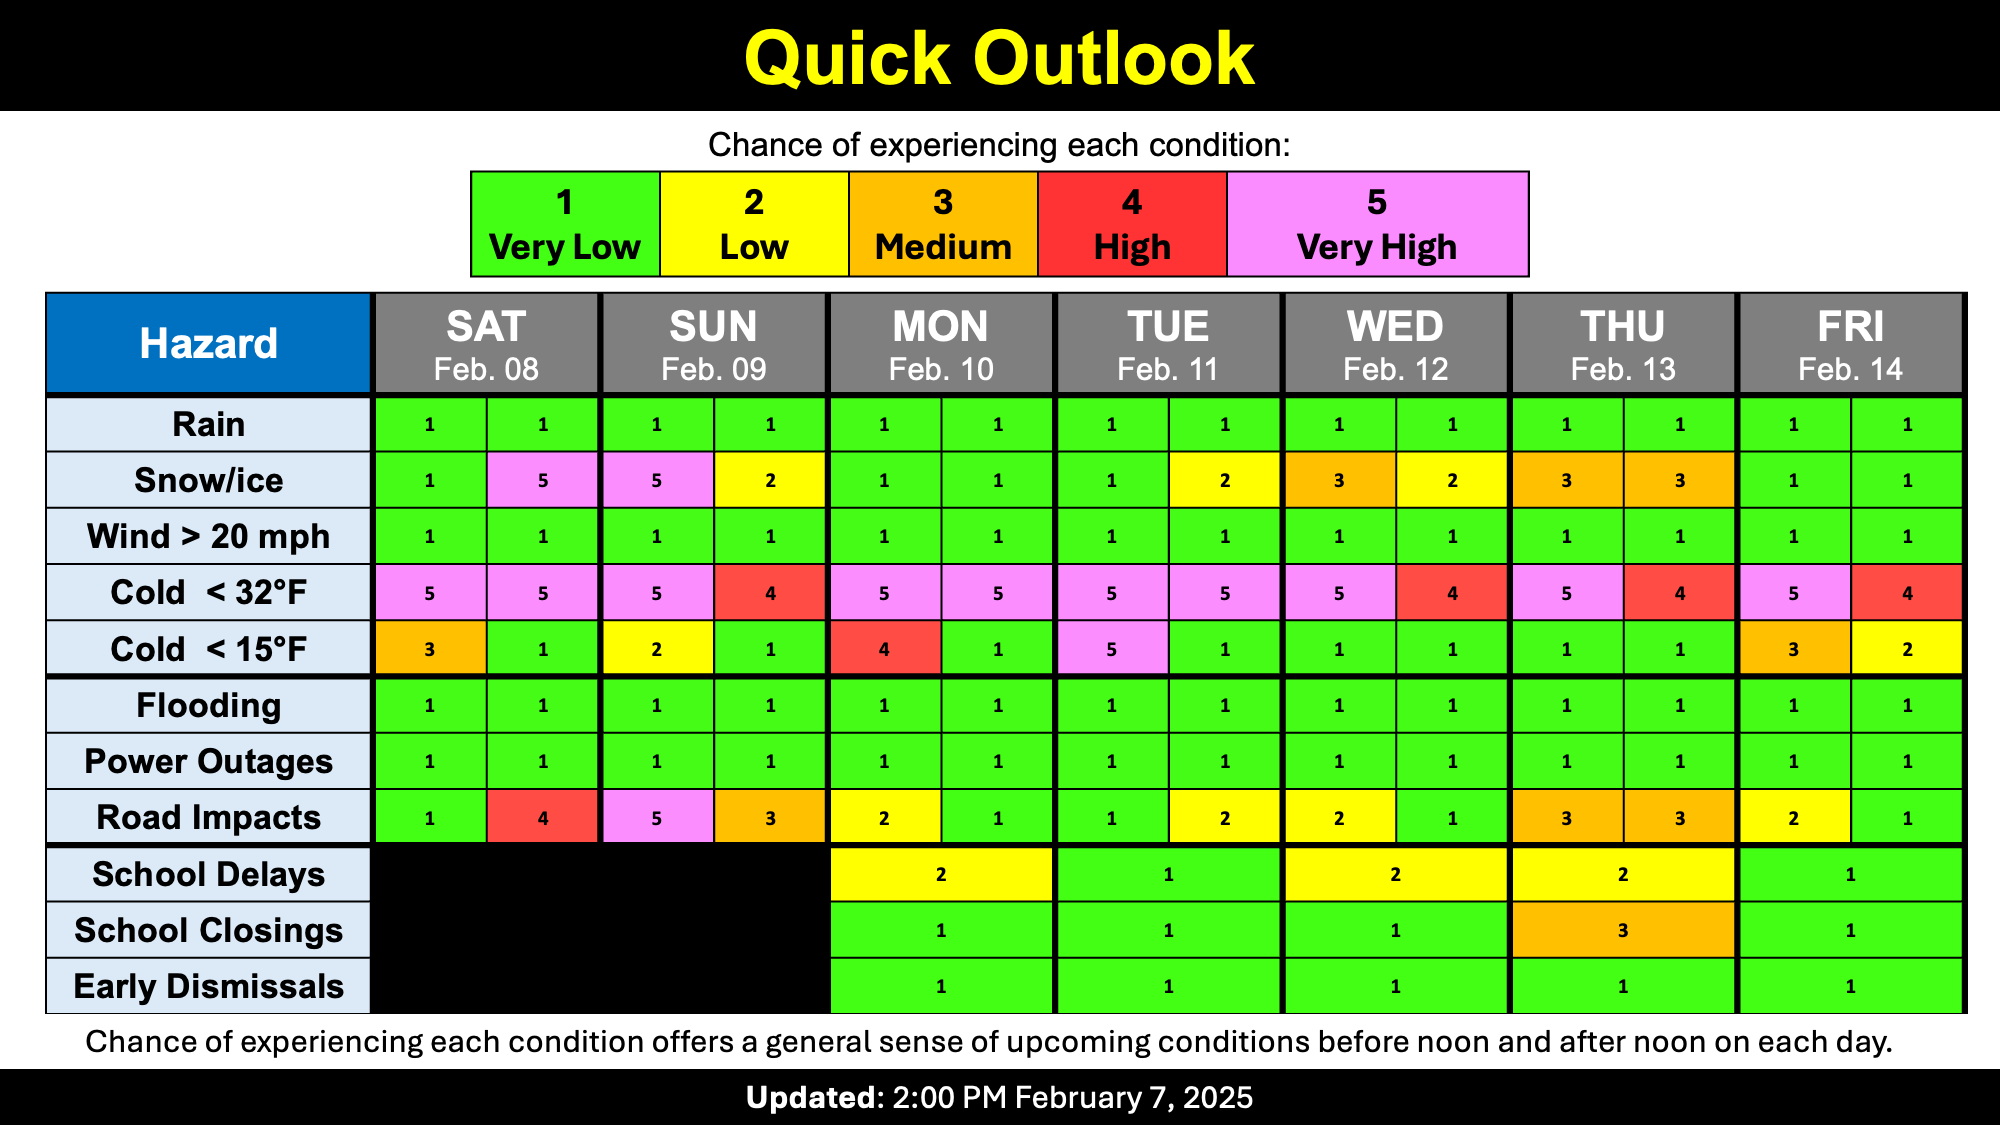 Quick Outlook
Chance of experiencing each condition:
1 2 3 4 5
Very Low Low Medium High Very High
Hazard SAT SUN MON TUE WED THU FRI
Feb. 08 Feb. 09 Feb. 10 Feb. 11 Feb. 12 Feb. 13 Feb. 14
Rain 1 1 1 1 1 1 1 1 1 1 1 1 1 1
Snow/ice 1 5 5 2 1 1 1 2 3 2 3 3 1 1
Wind > 20 mph 1 1 1 1 1 1 1 1 1 1 1 1 1 1
Cold < 32°F 5 5 5 4 5 5 5 5 5 4 5 4 5 4
Cold < 15°F 3 1 2 1 4 1 5 1 1 1 1 1 3 2
Flooding 1 1 1 1 1 1 1 1 1 1 1 1 1 1
Power Outages 1 1 1 1 1 1 1 1 1 1 1 1 1 1
Road Impacts 1 4 5 3 2 1 1 2 2 1 3 3 2 1
School Delays 2 1 2 2 1
School Closings 1 1 1 3 1
Early Dismissals 1 1 1 1 1
Chance of experiencing each condition offers a general sense of upcoming conditions before noon and after noon on each day.
Updated: 2:00 PM February 7, 2025